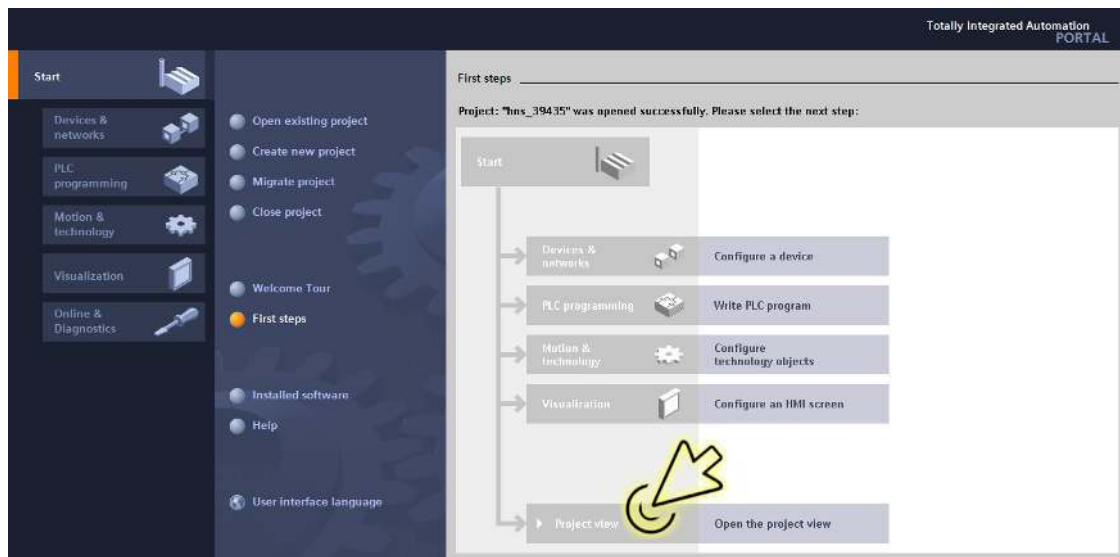 Totally Integrated Automation
PORTAL
Start
Devices &
networks
PLC
programming
Motion &
technology
Visualization
Online &
Diagnostics
Open existing project
Create new project
Migrate project
Close project
Welcome Tour
First steps
Installed software
Help
User interface language
First steps
Project: "hns_39435" was opened successfully. Please select the next step:
Start
Devices &
networks
Configure a device
PLC programming
Write PLC program
Motion &
technology
Configure
technology objects
Visualization
Configure an HMI screen
Project view
Open the project view